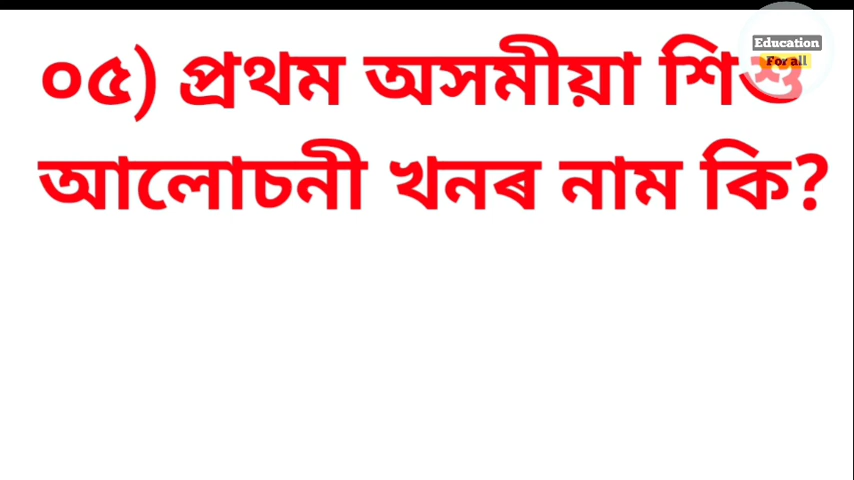 ০৫) প্ৰথম অসমীয়া শিশু
আলোচনী খনৰ নাম কি?
Education
For all